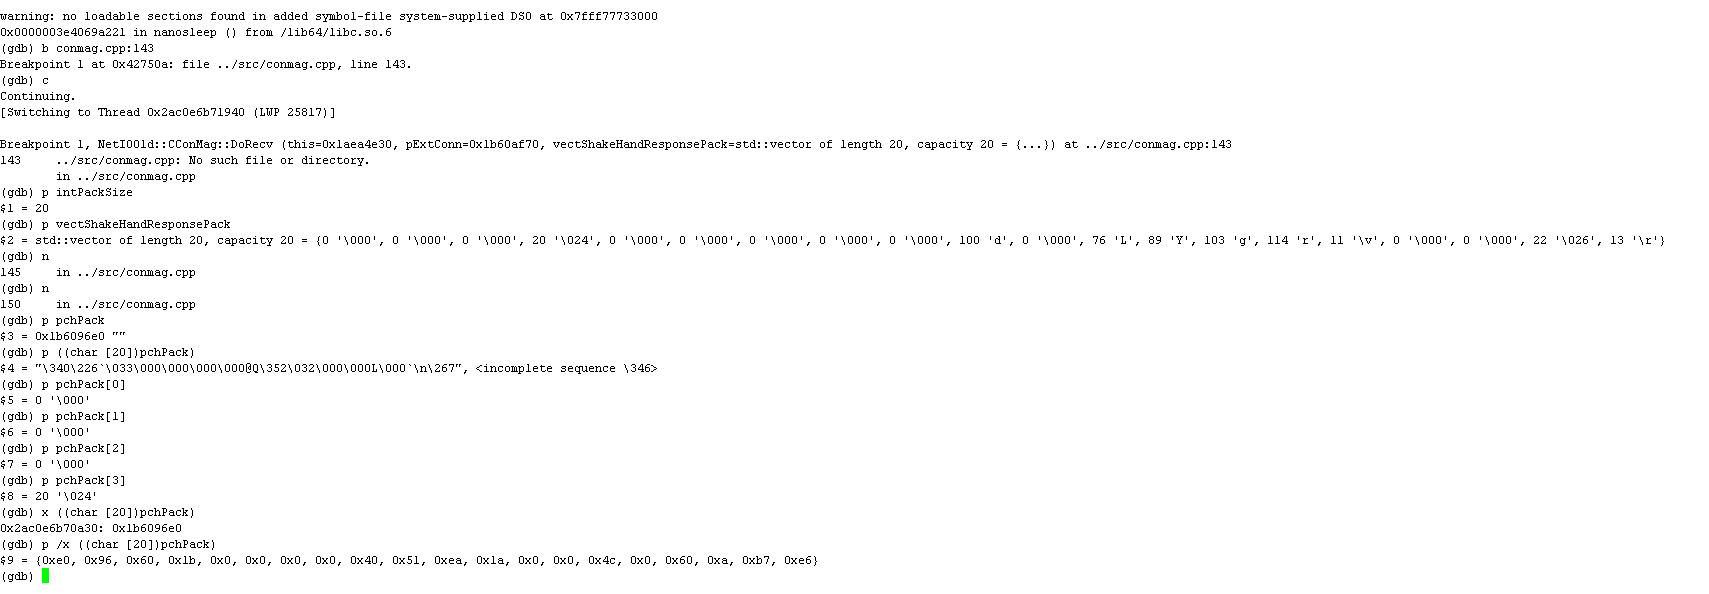 warning: no loadable sections found in added symbol-file system-supplied DSO at 0x7fff77733000
0x0000003e4069a221 in nanosleep () from /lib64/libc.so.6
(gdb) b conmag.cpp:143
Breakpoint 1 at 0x42750a: file ../src/conmag.cpp, line 143.
(gdb) c
Continuing.
[Switching to Thread 0x2ac0e6b71940 (LWP 25817)]
Breakpoint 1, NetIOOld::CConMag::DoRecv (this=0x1aea4e30, pExtConn=0x1b60af70, vectShakeHandResponsePack=std::vector of length 20, capacity 20 = {...}) at ../src/conmag.cpp:143
143     ../src/conmag.cpp: No such file or directory.
        in ../src/conmag.cpp
(gdb) p intPackSize
$1 = 20
(gdb) p vectShakeHandResponsePack
$2 = std::vector of length 20, capacity 20 = {0 '\000', 0 '\000', 0 '\000', 20 '\024', 0 '\000', 0 '\000', 0 '\000', 0 '\000', 0 '\000', 100 'd', 0 '\000', 76 'L', 89 'Y', 103 'g', 114 'r', 11 '\v', 0 '\000', 0 '\000', 22 '\026', 13 '\r'}
(gdb) n
145     in ../src/conmag.cpp
(gdb) n
150     in ../src/conmag.cpp
(gdb) p pchPack
$3 = 0x1b6096e0 ""
(gdb) p ((char [20])pchPack)
$4 = "\340\226`\033\000\000\000\000@Q\352\032\000\000L\000`\n\267", <incomplete sequence \346>
(gdb) p pchPack[0]
$5 = 0 '\000'
(gdb) p pchPack[1]
$6 = 0 '\000'
(gdb) p pchPack[2]
$7 = 0 '\000'
(gdb) p pchPack[3]
$8 = 20 '\024'
(gdb) x ((char [20])pchPack)
0x2ac0e6b70a30: 0x1b6096e0
(gdb) p /x ((char [20])pchPack)
$9 = {0xe0, 0x96, 0x60, 0x1b, 0x0, 0x0, 0x0, 0x0, 0x40, 0x51, 0xea, 0x1a, 0x0, 0x0, 0x4c, 0x0, 0x60, 0xa, 0xb7, 0xe6}
(gdb)